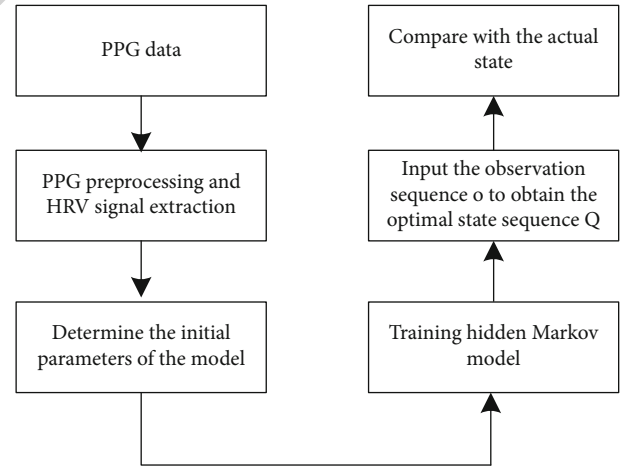 PPG data
PPG preprocessing and
HRV signal extraction
Determine the initial
parameters of the model
Compare with the actual
state
Input the observation
sequence o to obtain the
optimal state sequence Q
Training hidden Markov
model